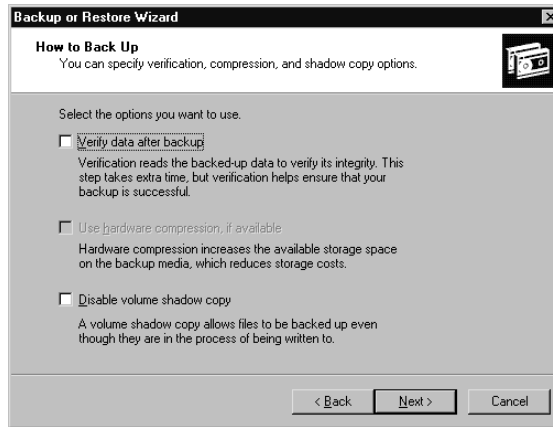 Backup or Restore Wizard
How to Back Up
You can specify verification, compression, and shadow copy options.
Select the options you want to use.
Verify data after backup
Verification reads the backed-up data to verify its integrity. This
step takes extra time, but verification helps ensure that your
backup is successful.
Use hardware compression, if available
Hardware compression increases the available storage space
on the backup media, which reduces storage costs.
Disable volume shadow copy
A volume shadow copy allows files to be backed up even
though they are in the process of being written to.
< Back Next > Cancel